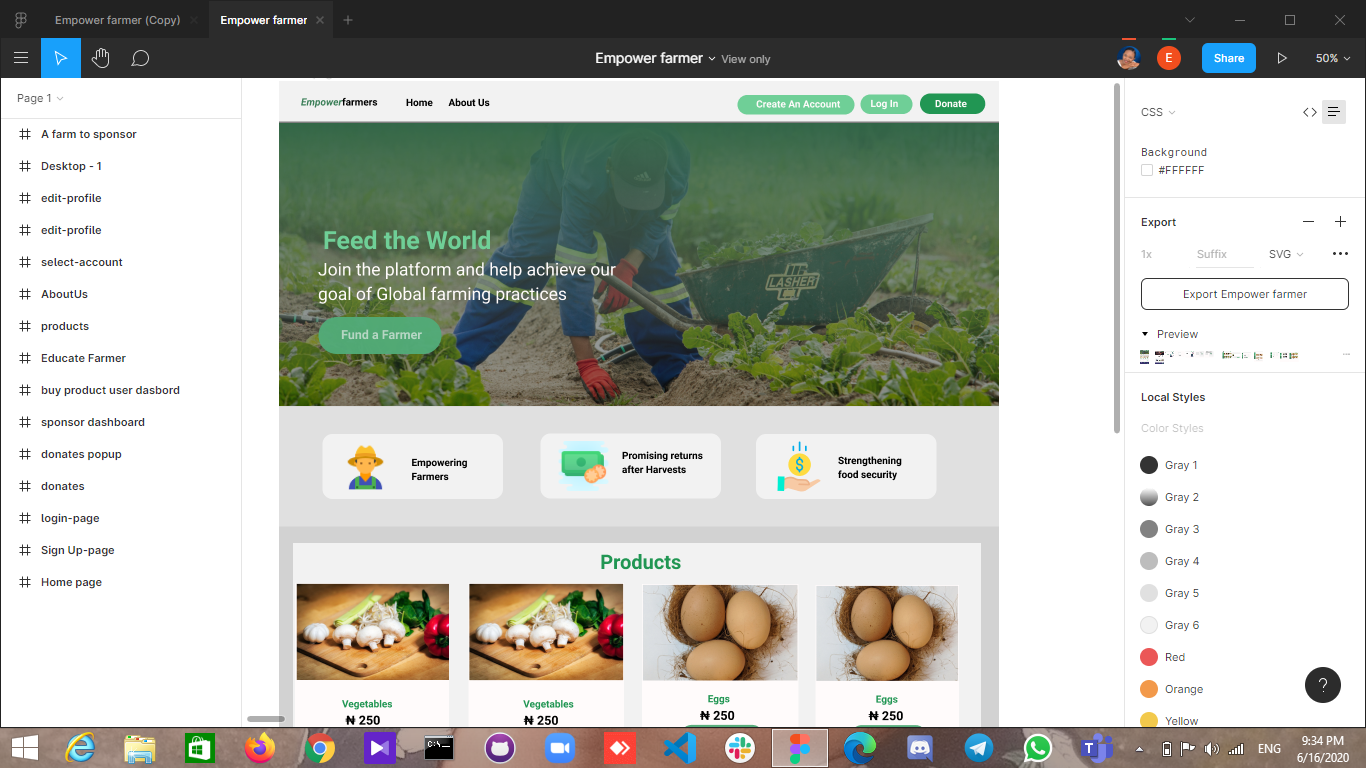 Empower farmer (Copy)
Empower farmer
Empower farmer
View only
E
Share
50%
Page 1
A farm to sponsor
Desktop - 1
edit-profile
edit-profile
select-account
AboutUs
products
Educate Farmer
buy product user dasbord
sponsor dashboard
donates popup
donates
login-page
Sign Up-page
Home page
Empowerfarmers
Home
About Us
Create An Account
Log In
Donate
Feed the World
Join the platform and help achieve our
goal of Global farming practices
Fund a Farmer
LASHER
Empowering
Farmers
Promising returns
after Harvests
$
Strengthening
food security
Products
Vegetables
₦ 250
Vegetables
₦ 250
Eggs
₦ 250
Eggs
₦ 250
CSS
Background
#FFFFFF
Export
1x
Suffix
SVG
Export Empower farmer
Preview
Local Styles
Color Styles
Gray 1
Gray 2
Gray 3
Gray 4
Gray 5
Gray 6
Red
Orange
Yellow
?
ENG
9:34 PM
6/16/2020